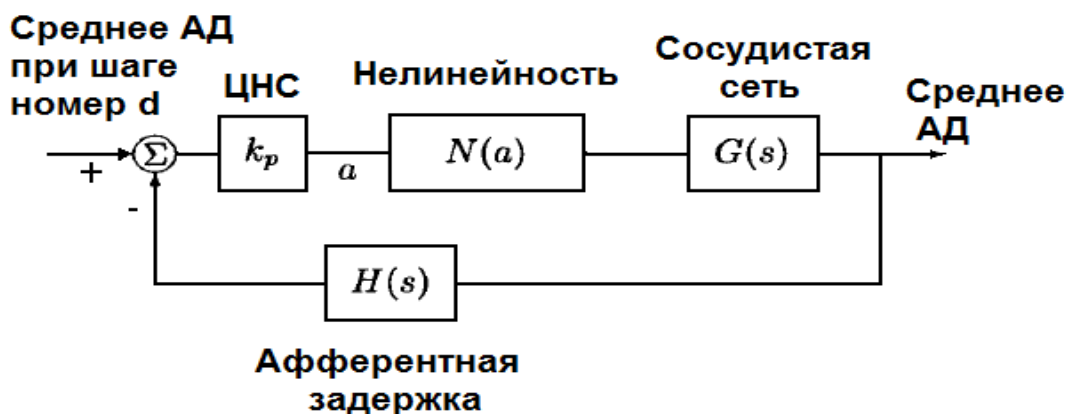 Среднее АД
при шаге
номер d
ЦНС
Нелинейность
Сосудистая
сеть
Среднее
АД
+
Σ
-
k_p
a
N(a)
G(s)
H(s)
Афферентная
задержка